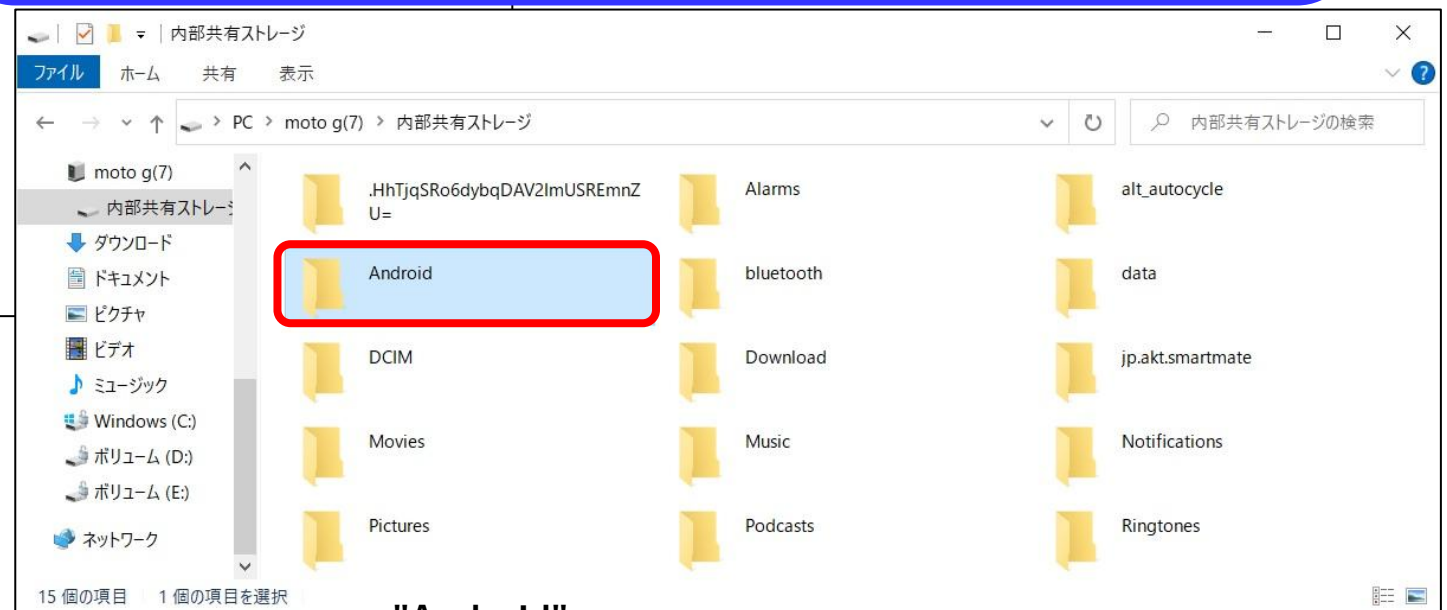 内部共有ストレージ
ファイル ホーム 共有 表示
PC > moto g(7) > 内部共有ストレージ
内部共有ストレージの検索
moto g(7)
内部共有ストレージ
ダウンロード
ドキュメント
ピクチャ
ビデオ
ミュージック
Windows (C:)
ボリューム (D:)
ボリューム (E:)
ネットワーク
.HhTjqSRo6dybqDAV2ImUSREmnZ
U=
Alarms
alt_autocycle
Android
bluetooth
data
DCIM
Download
jp.akt.smartmate
Movies
Music
Notifications
Pictures
Podcasts
Ringtones
15 個の項目 1 個の項目を選択